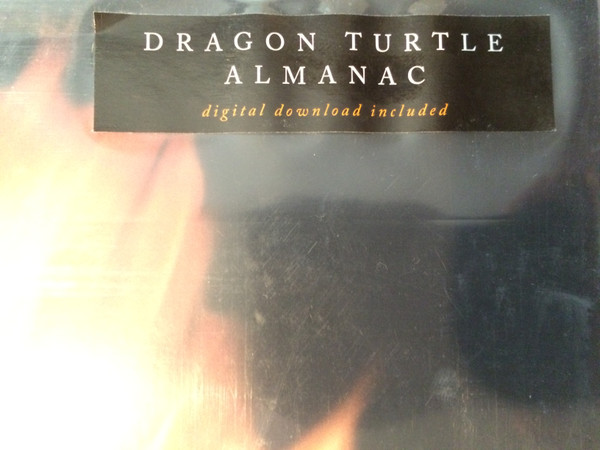 DRAGON TURTLE
ALMANAC
digital download included